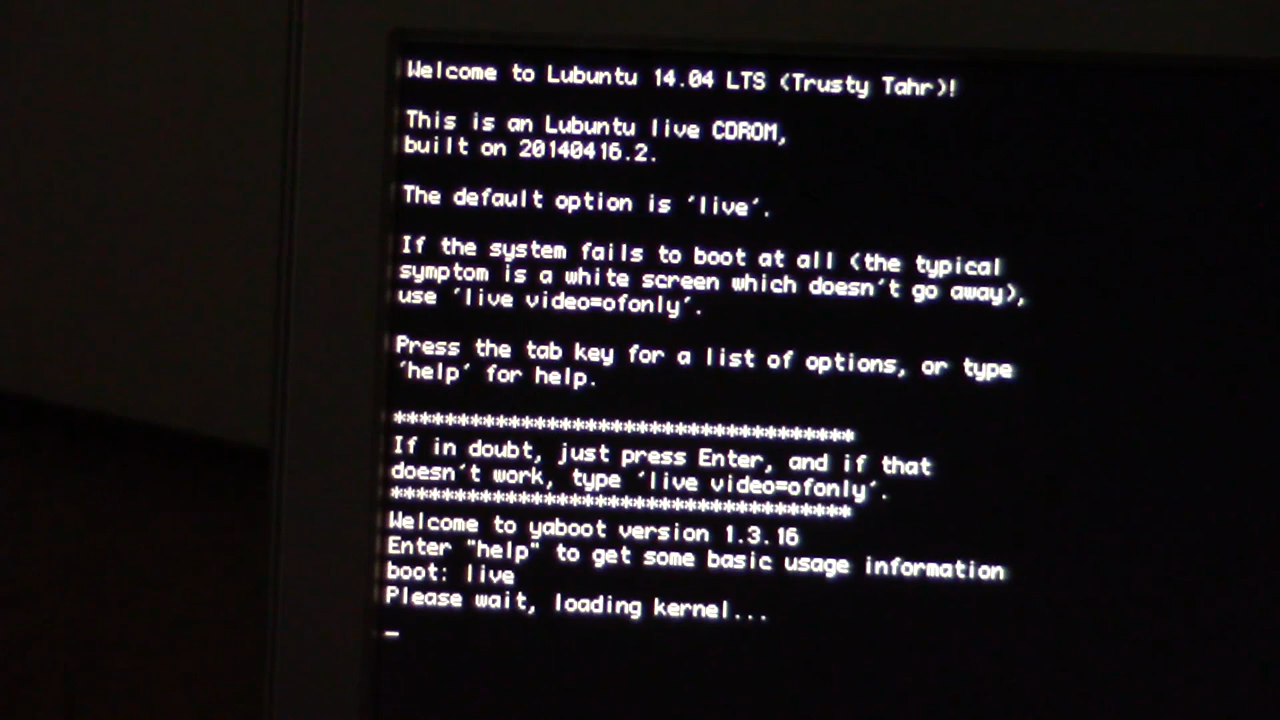 Welcome to Lubuntu 14.04 LTS (Trusty Tahr)!
This is an Lubuntu live CDROM,
built on 20140416.2.
The default option is 'live'.
If the system fails to boot at all (the typical
symptom is a white screen which doesn't go away),
use 'live video=ofonly'.
Press the tab key for a list of options, or type
'help' for help.
************************************
If in doubt, just press Enter, and if that
doesn't work, type 'live video=ofonly'.
************************************
Welcome to yaboot version 1.3.16
Enter "help" to get some basic usage information
boot: live
Please wait, loading kernel...
_